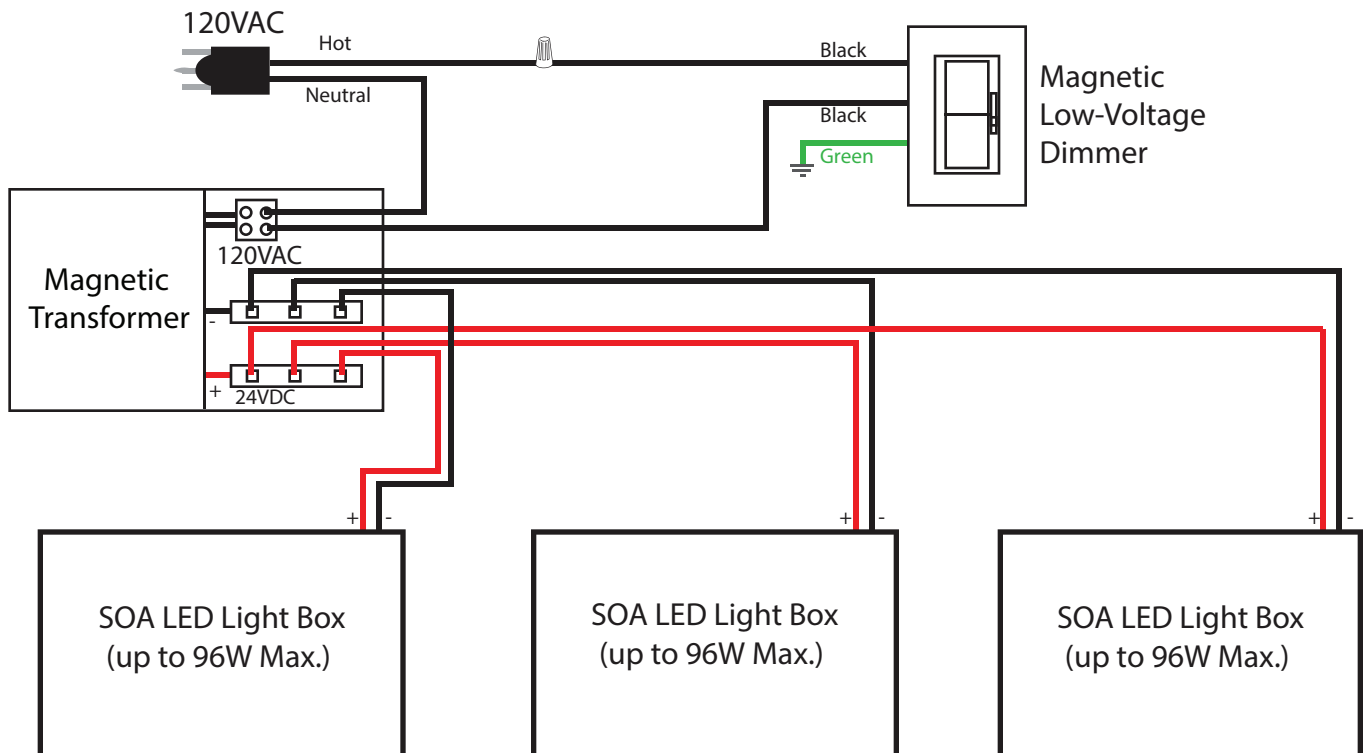 120VAC
Hot
Neutral
Black
Black
Green
Magnetic
Low-Voltage
Dimmer
120VAC
Magnetic
Transformer
-
+
24VDC
+ -
+ -
+ -
SOA LED Light Box
(up to 96W Max.)
SOA LED Light Box
(up to 96W Max.)
SOA LED Light Box
(up to 96W Max.)